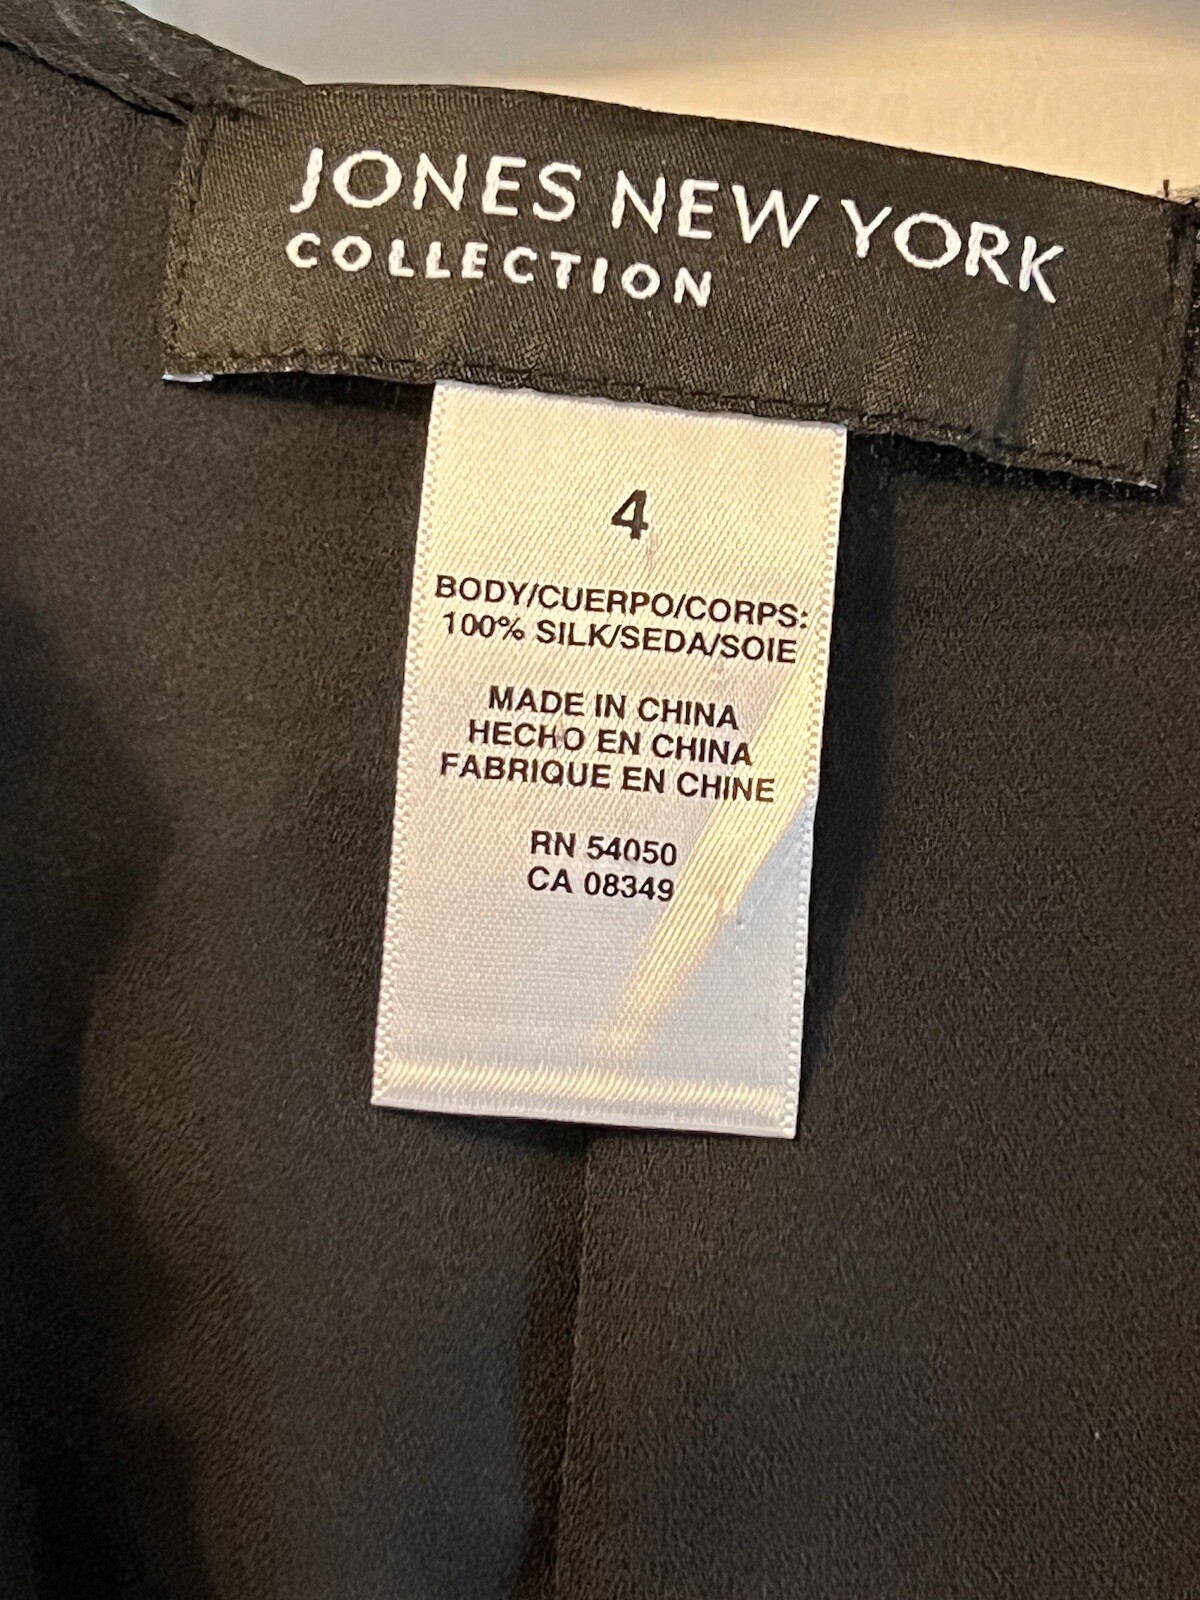 JONES NEW YORK
COLLECTION
4
BODY/CUERPO/CORPS:
100% SILK/SEDA/SOIE
MADE IN CHINA
HECHO EN CHINA
FABRIQUE EN CHINE
RN 54050
CA 08349